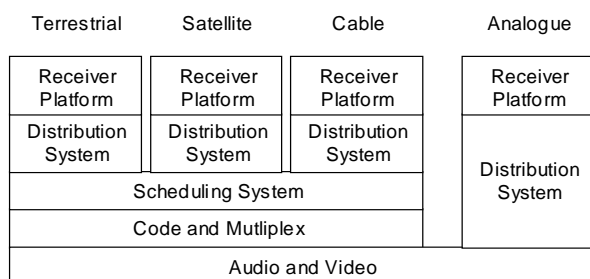 Terrestrial Satellite Cable Analogue
Receiver Platform Receiver Platform Receiver Platform Receiver Platform
Distribution System Distribution System Distribution System Distribution System
Scheduling System
Code and Mutliplex
Audio and Video